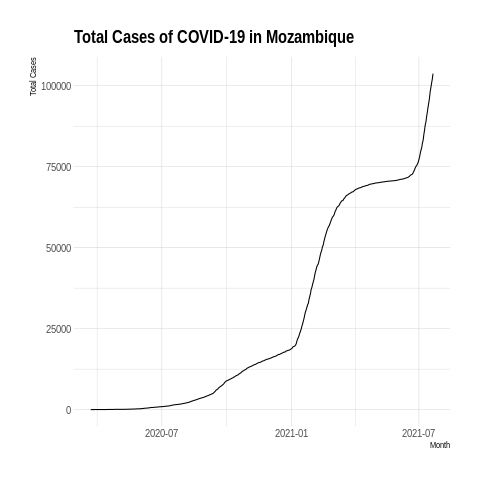 Total Cases of COVID-19 in Mozambique
Total Cases
100000
75000
50000
25000
0
2020-07
2021-01
2021-07
Month